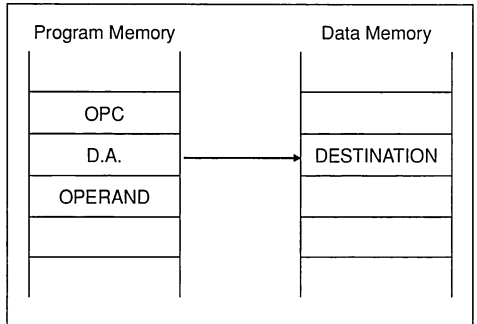 Program Memory
Data Memory
OPC
D.A.
DESTINATION
OPERAND